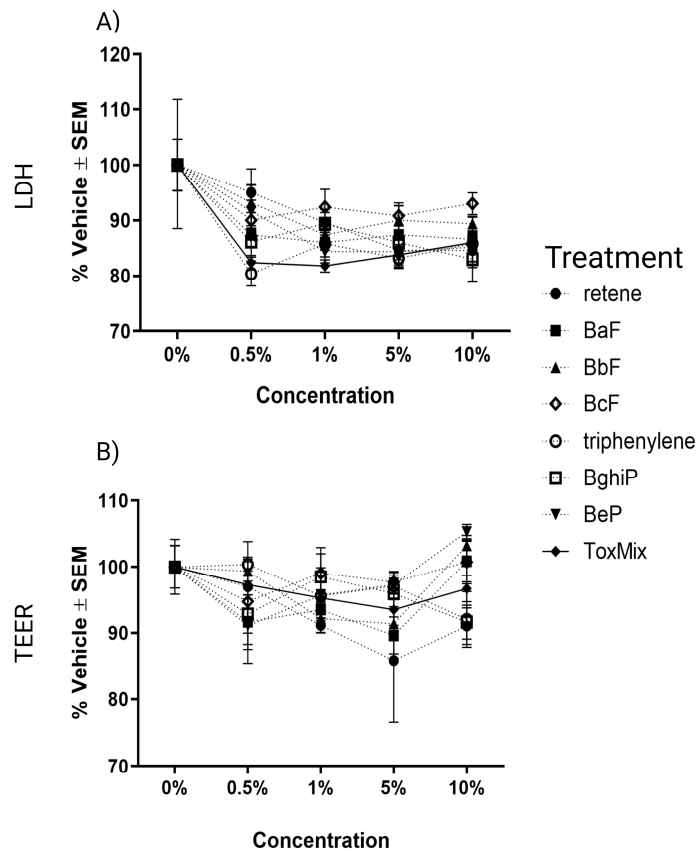 A)
LDH
% Vehicle ± SEM
120
110
100
90
80
70
0% 0.5% 1% 5% 10%
Concentration
Treatment
retene
BaF
BbF
BcF
triphenylene
BghiP
BeP
ToxMix
B)
TEER
% Vehicle ± SEM
110
100
90
80
70
0% 0.5% 1% 5% 10%
Concentration